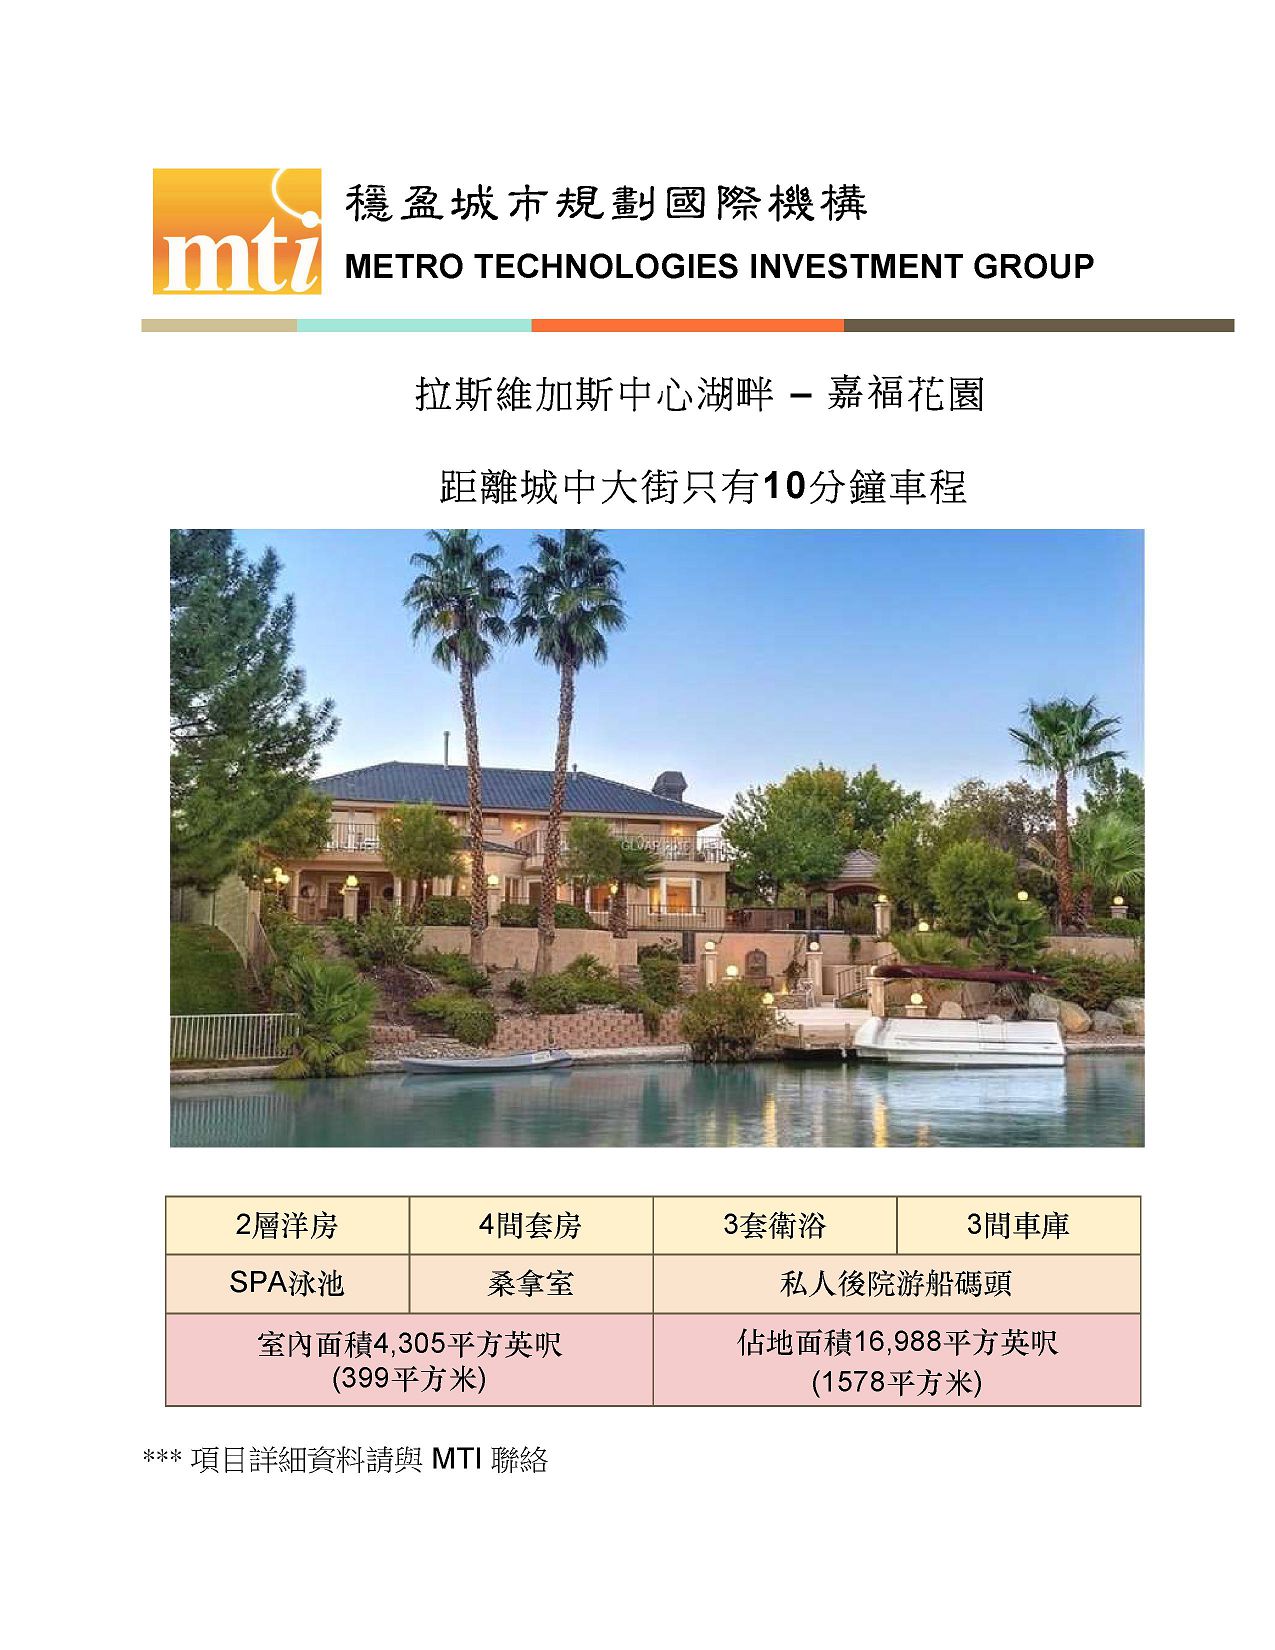 mti
穩盈城市規劃國際機構
METRO TECHNOLOGIES INVESTMENT GROUP
拉斯維加斯中心湖畔 – 嘉福花園
距離城中大街只有10分鐘車程
2層洋房
4間套房
3套衛浴
3間車庫
SPA泳池
桑拿室
私人後院游船碼頭
室內面積4,305平方英呎
(399平方米)
佔地面積16,988平方英呎
(1578平方米)
*** 項目詳細資料請與 MTI 聯絡